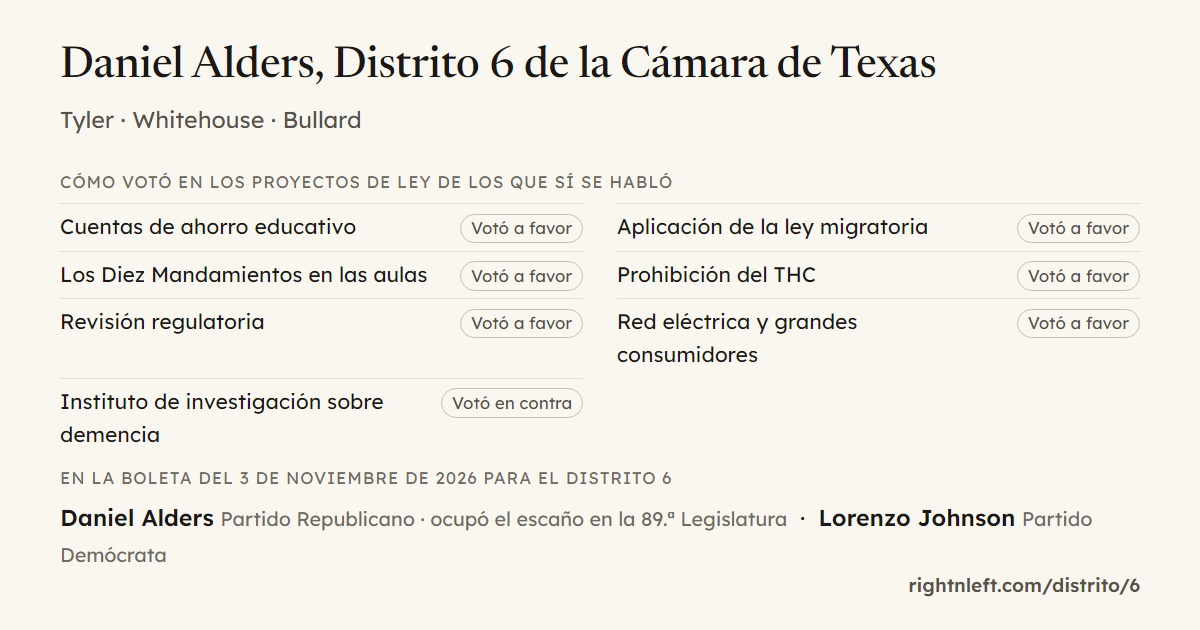 Daniel Alders, Distrito 6 de la Cámara de Texas
Tyler · Whitehouse · Bullard
CÓMO VOTÓ EN LOS PROYECTOS DE LEY DE LOS QUE SÍ SE HABLÓ
Cuentas de ahorro educativo Votó a favor
Aplicación de la ley migratoria Votó a favor
Los Diez Mandamientos en las aulas Votó a favor
Prohibición del THC Votó a favor
Revisión regulatoria Votó a favor
Red eléctrica y grandes Votó a favor
consumidores
Instituto de investigación sobre Votó en contra
demencia
EN LA BOLETA DEL 3 DE NOVIEMBRE DE 2026 PARA EL DISTRITO 6
Daniel Alders Partido Republicano · ocupó el escaño en la 89.ª Legislatura · Lorenzo Johnson Partido
Demócrata
rightnleft.com/distrito/6